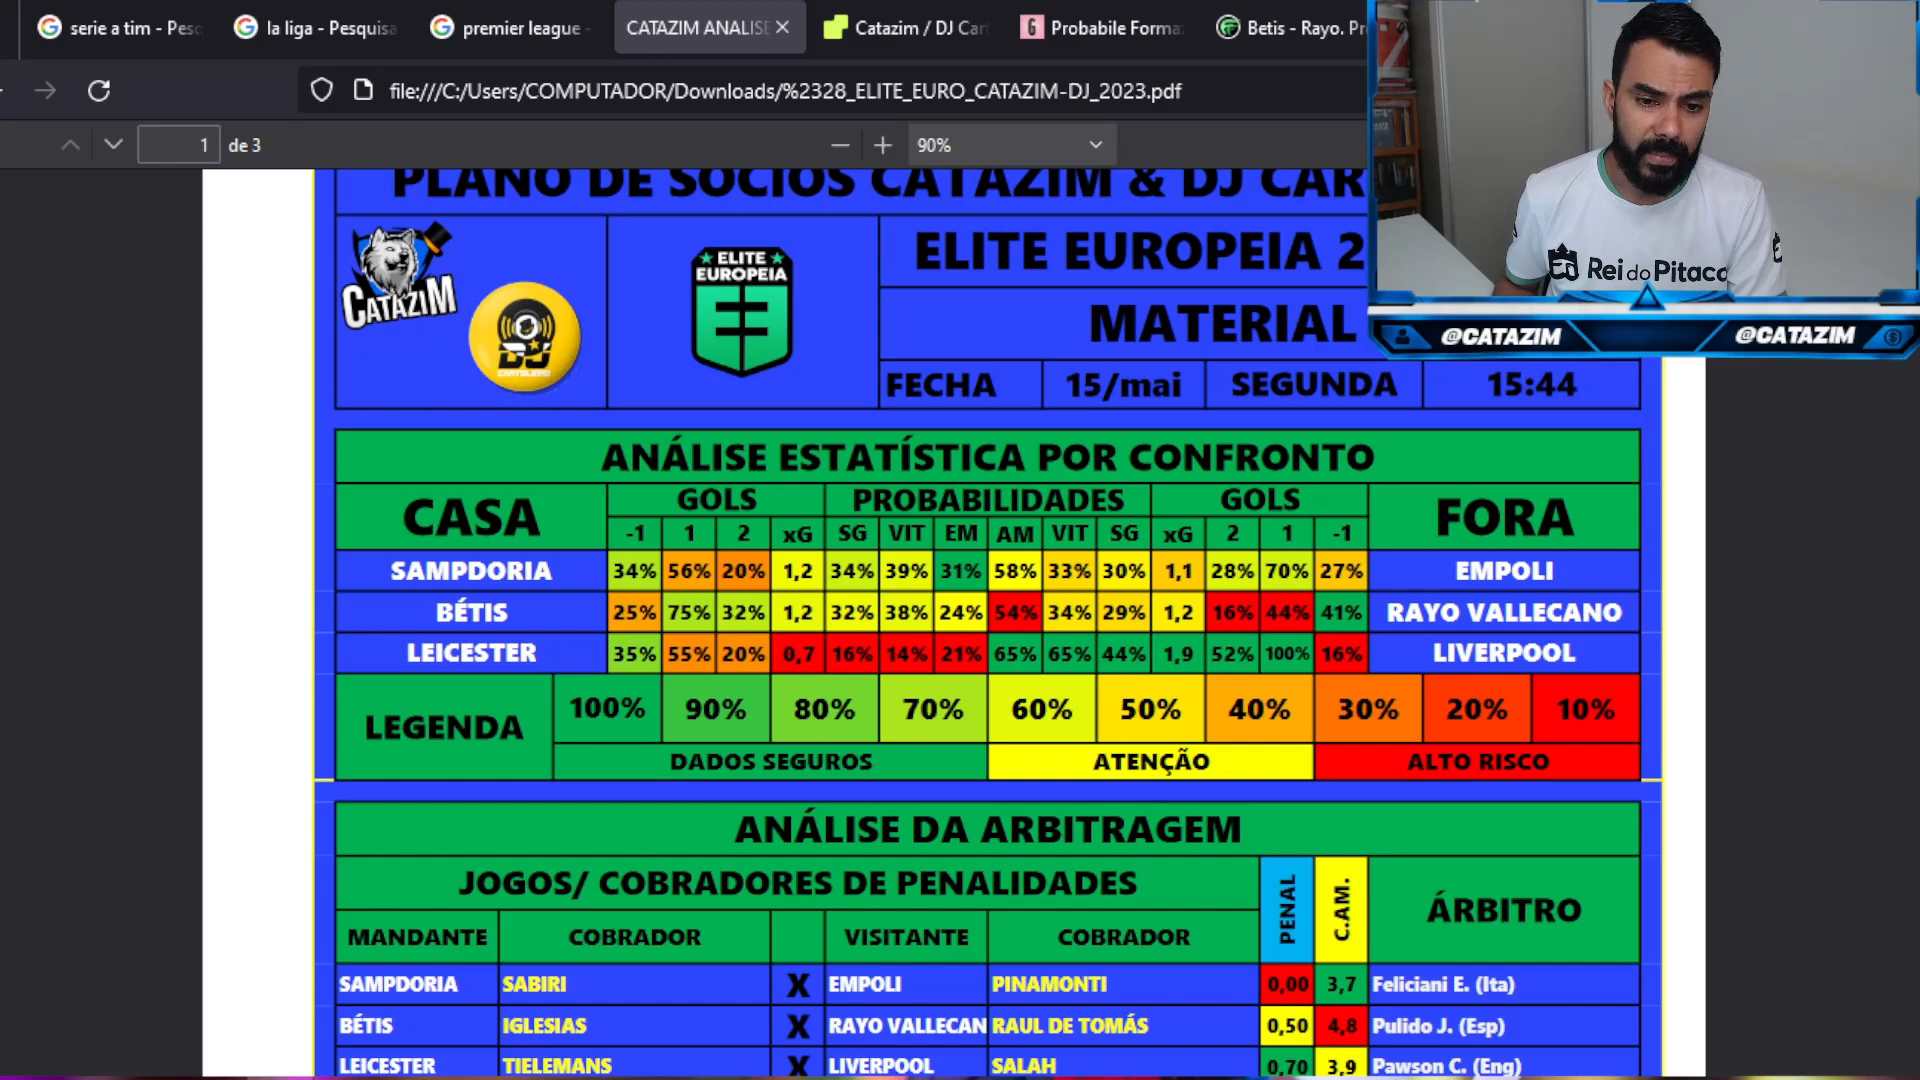 serie a tim - Pesq
la liga - Pesquisa
premier league -
CATAZIM ANALISE
Catazim / DJ Car
Probabile Forma
Betis - Rayo. Pr
file:///C:/Users/COMPUTADOR/Downloads/%2328_ELITE_EURO_CATAZIM-DJ_2023.pdf
1 de 3
90%
Rei do Pitaco
@CATAZIM
@CATAZIM
PLANO DE SÓCIOS CATAZIM & DJ CAR
CATAZIM
DJ
ELITE
EUROPEIA
ELITE EUROPEIA 2
MATERIAL
FECHA 15/mai SEGUNDA 15:44
ANÁLISE ESTATÍSTICA POR CONFRONTO
CASA GOLS PROBABILIDADES GOLS FORA
-1 1 2 xG SG VIT EM AM VIT SG xG 2 1 -1
SAMPDORIA 34% 56% 20% 1,2 34% 39% 31% 58% 33% 30% 1,1 28% 70% 27% EMPOLI
BÉTIS 25% 75% 32% 1,2 32% 38% 24% 54% 34% 29% 1,2 16% 44% 41% RAYO VALLECANO
LEICESTER 35% 55% 20% 0,7 16% 14% 21% 65% 65% 44% 1,9 52% 100% 16% LIVERPOOL
LEGENDA 100% 90% 80% 70% 60% 50% 40% 30% 20% 10%
DADOS SEGUROS ATENÇÃO ALTO RISCO
ANÁLISE DA ARBITRAGEM
JOGOS/ COBRADORES DE PENALIDADES PENAL C.AM. ÁRBITRO
MANDANTE COBRADOR VISITANTE COBRADOR
SAMPDORIA SABIRI X EMPOLI PINAMONTI 0,00 3,7 Feliciani E. (Ita)
BÉTIS IGLESIAS X RAYO VALLECAN RAUL DE TOMÁS 0,50 4,8 Pulido J. (Esp)
LEICESTER TIELEMANS X LIVERPOOL SALAH 0,70 3,9 Pawson C. (Eng)